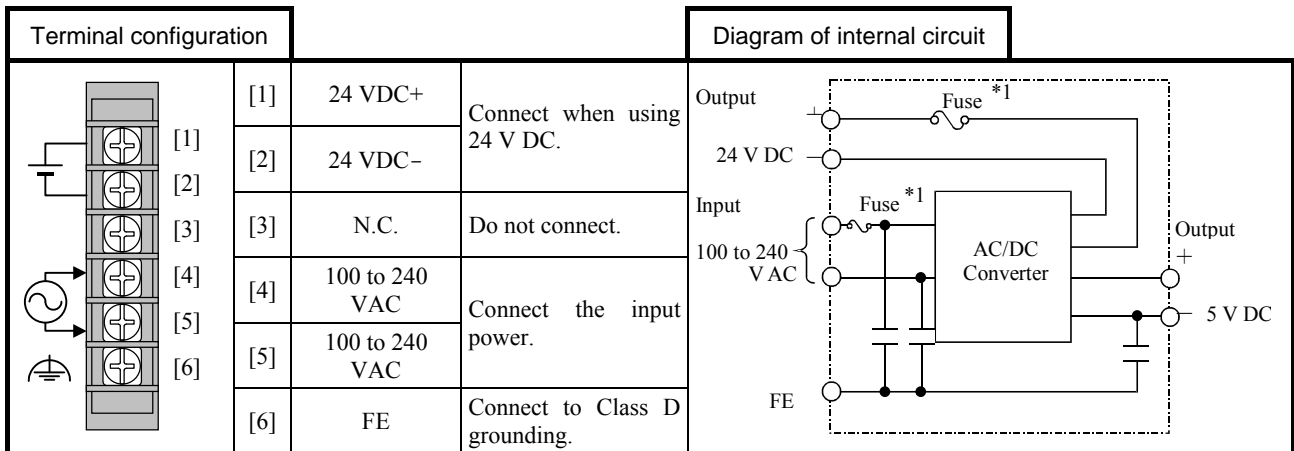 Terminal configuration
Diagram of internal circuit
[1]
[2]
[3]
[4]
[5]
[6]
[1] 24 VDC+
Connect when using
24 V DC.
[2] 24 VDC−
[3] N.C. Do not connect.
[4] 100 to 240
VAC
Connect the input
power.
[5] 100 to 240
VAC
[6] FE
Connect to Class D
grounding.
Output
+
Fuse *1
24 V DC −
Input
Fuse *1
100 to 240
V AC
AC/DC
Converter
Output
+
− 5 V DC
FE